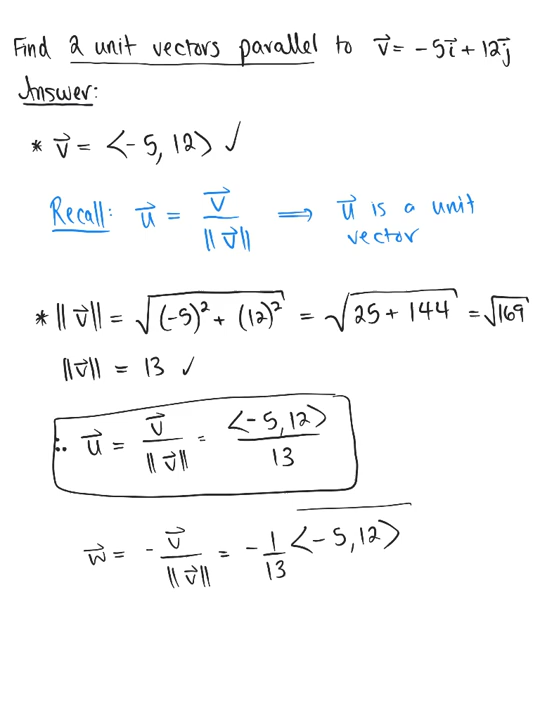 Find 2 unit vectors parallel to v⃗ = -5i⃗ + 12j⃗
Answer:
* v⃗ = <-5, 12> ✓
Recall: u⃗ = v⃗ / ||v⃗|| ⟹ u⃗ is a unit vector
* ||v⃗|| = √((-5)² + (12)²) = √(25 + 144) = √169
||v⃗|| = 13 ✓
∴ u⃗ = v⃗ / ||v⃗|| = <-5, 12> / 13
w⃗ = - v⃗ / ||v⃗|| = - 1/13 <-5, 12>